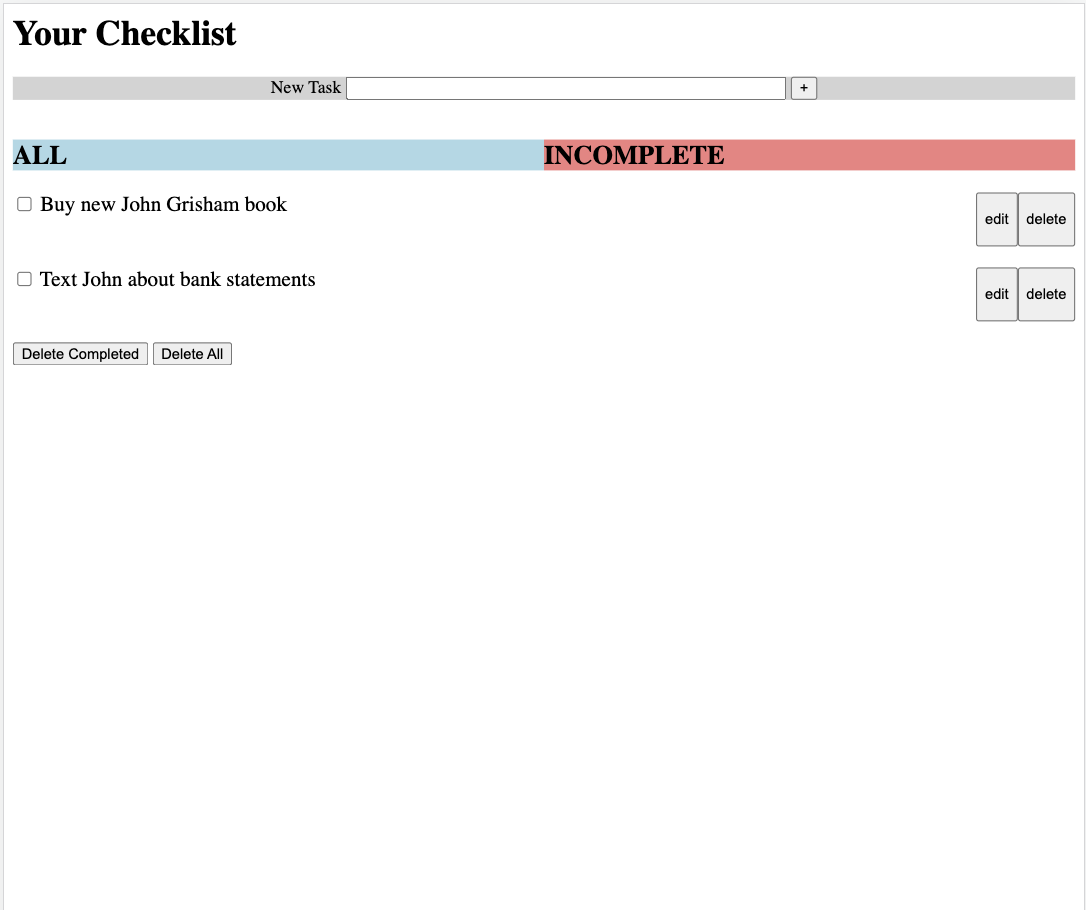 Your Checklist
New Task +
ALL INCOMPLETE
Buy new John Grisham book edit delete
Text John about bank statements edit delete
Delete Completed Delete All